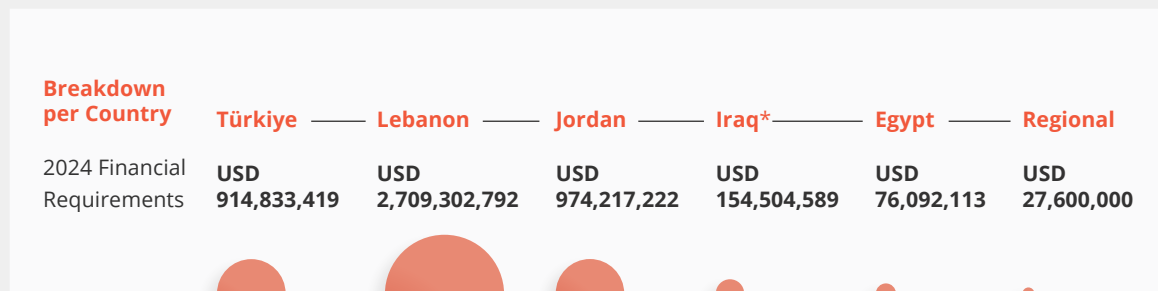 Breakdown
per Country
Türkiye Lebanon Jordan Iraq* Egypt Regional
2024 Financial
Requirements
USD USD USD USD USD USD
914,833,419 2,709,302,792 974,217,222 154,504,589 76,092,113 27,600,000